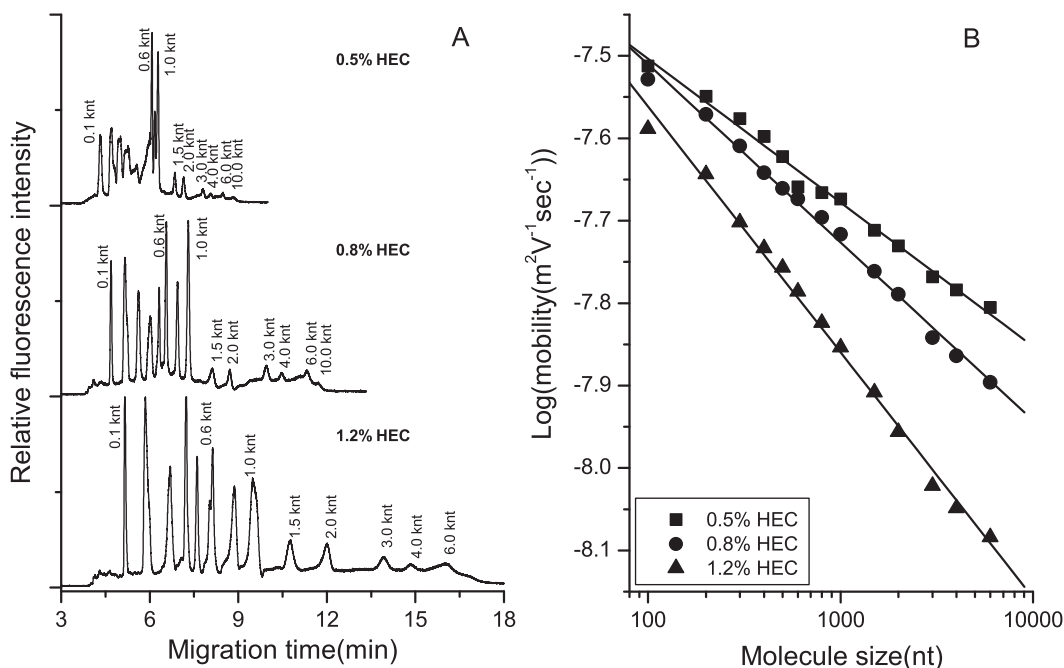 A
0.5% HEC
0.1 knt
0.6 knt
1.0 knt
1.5 knt
2.0 knt
3.0 knt
4.0 knt
6.0 knt
10.0 knt
0.8% HEC
0.1 knt
0.6 knt
1.0 knt
1.5 knt
2.0 knt
3.0 knt
4.0 knt
6.0 knt
10.0 knt
1.2% HEC
0.1 knt
0.6 knt
1.0 knt
1.5 knt
2.0 knt
3.0 knt
4.0 knt
6.0 knt
Relative fluorescence intensity
3 6 9 12 15 18
Migration time(min)
B
Log(mobility(m²V⁻¹sec⁻¹))
-7.5
-7.6
-7.7
-7.8
-7.9
-8.0
-8.1
0.5% HEC
0.8% HEC
1.2% HEC
100 1000 10000
Molecule size(nt)